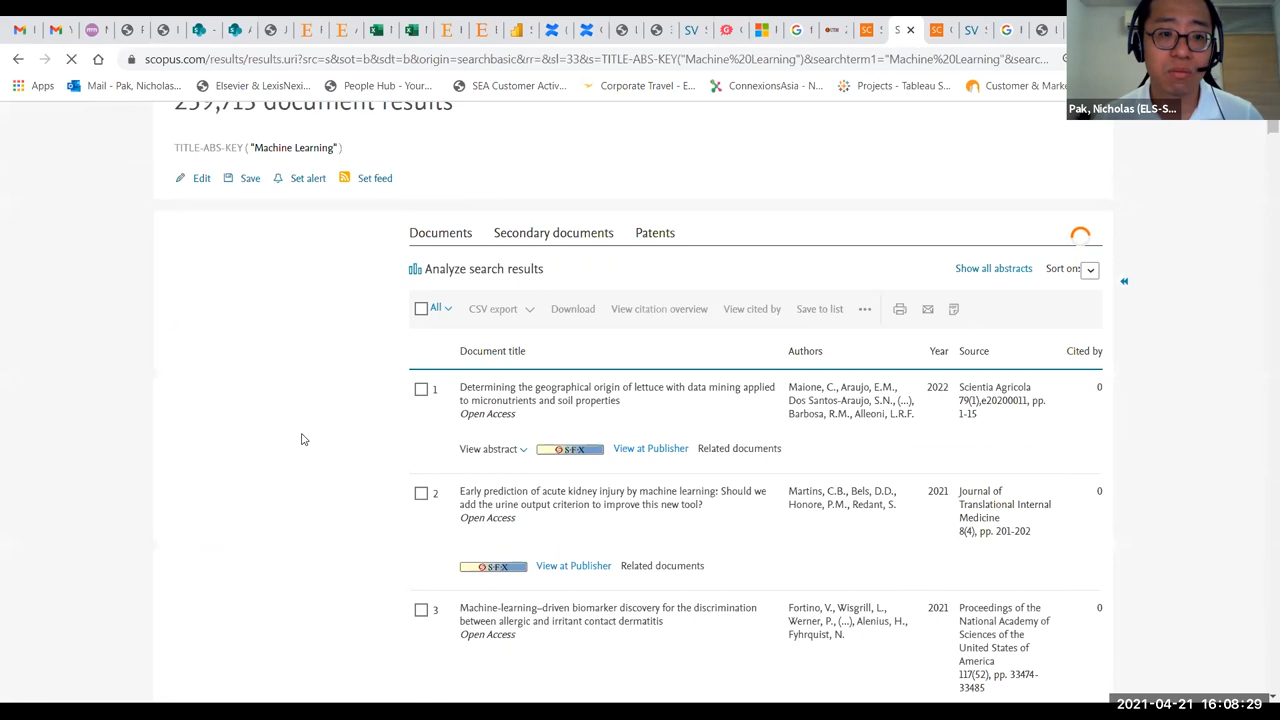 scopus.com/results/results.uri?src=s&sot=b&sdt=b&origin=searchbasic&rr=&sl=33&s=TITLE-ABS-KEY("Machine%20Learning")&searchterm1="Machine%20Learning"&searc...
Apps Mail - Pak, Nicholas... Elsevier & LexisNexi... People Hub - Your... SEA Customer Activ... Corporate Travel - E... ConnexionsAsia - N... Projects - Tableau S... Customer & Mark
Pak, Nicholas (ELS-S...
document results
TITLE-ABS-KEY ( "Machine Learning" )
Edit Save Set alert Set feed
Documents Secondary documents Patents
Analyze search results Show all abstracts Sort on:
All CSV export Download View citation overview View cited by Save to list ...
Document title Authors Year Source Cited by
1 Determining the geographical origin of lettuce with data mining applied Maione, C., Araujo, E.M., 2022 Scientia Agricola 0
to micronutrients and soil properties Dos Santos-Araujo, S.N., (...), 79(1),e20200011, pp.
Open Access Barbosa, R.M., Alleoni, L.R.F. 1-15
View abstract S·F·X View at Publisher Related documents
2 Early prediction of acute kidney injury by machine learning: Should we Martins, C.B., Bels, D.D., 2021 Journal of 0
add the urine output criterion to improve this new tool? Honore, P.M., Redant, S. Translational Internal
Open Access Medicine
8(4), pp. 201-202
S·F·X View at Publisher Related documents
3 Machine-learning–driven biomarker discovery for the discrimination Fortino, V., Wisgrill, L., 2021 Proceedings of the 0
between allergic and irritant contact dermatitis Werner, P., (...), Alenius, H., National Academy of
Open Access Fyhrquist, N. Sciences of the
United States of
America
117(52), pp. 33474-
33485
2021-04-21 16:08:29